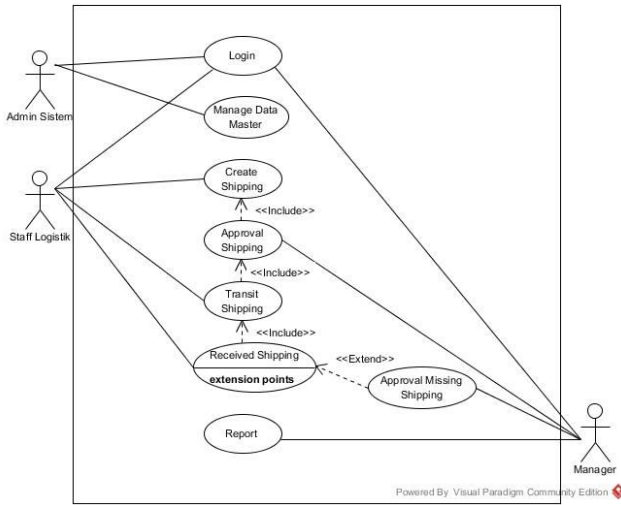 Login
Admin Sistem
Manage Data
Master
Create
Shipping
<<Include>>
Staff Logistik
Approval
Shipping
<<Include>>
Transit
Shipping
<<Include>>
Received Shipping
extension points
<<Extend>>
Approval Missing
Shipping
Report
Manager
Powered By Visual Paradigm Community Edition